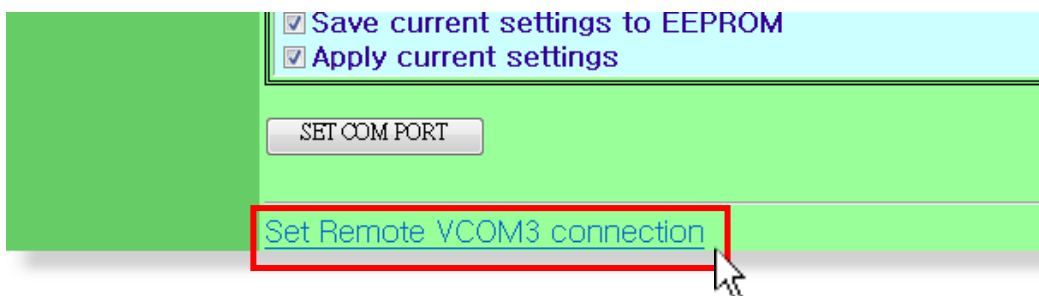 Save current settings to EEPROM
Apply current settings
SET COM PORT
Set Remote VCOM3 connection